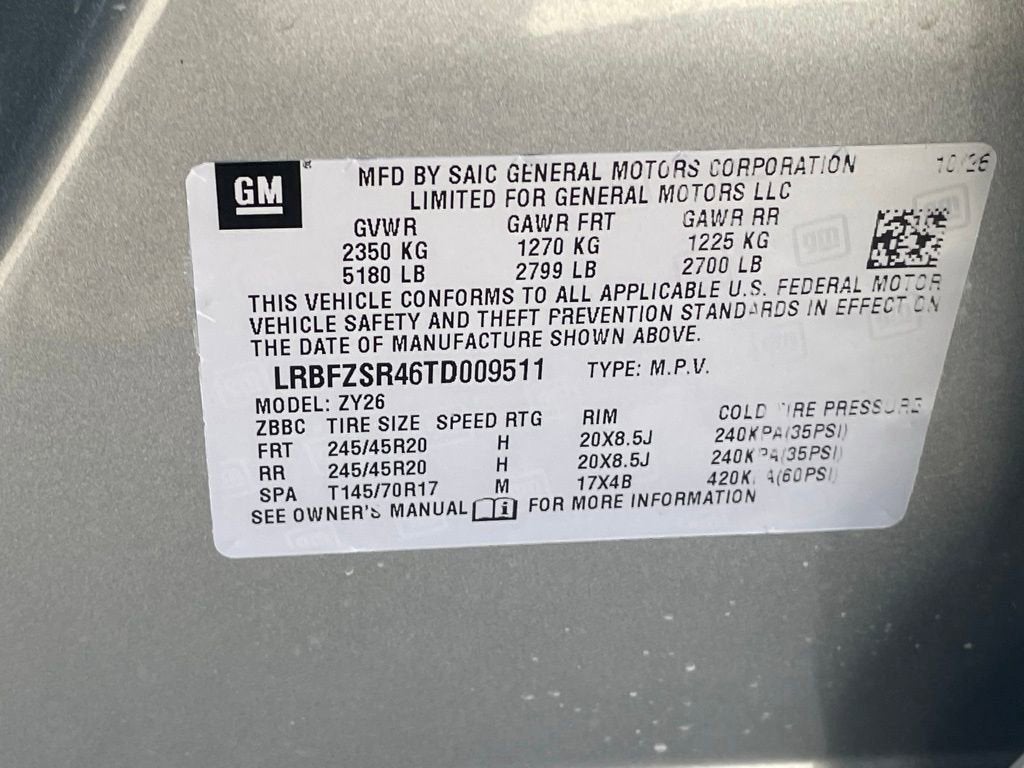 GM
MFD BY SAIC GENERAL MOTORS CORPORATION
LIMITED FOR GENERAL MOTORS LLC
GVWR GAWR FRT GAWR RR
2350 KG 1270 KG 1225 KG
5180 LB 2799 LB 2700 LB
THIS VEHICLE CONFORMS TO ALL APPLICABLE U.S. FEDERAL MOTOR
VEHICLE SAFETY AND THEFT PREVENTION STANDARDS IN EFFECT ON
THE DATE OF MANUFACTURE SHOWN ABOVE.
LRBFZSR46TD009511 TYPE: M.P.V.
MODEL: ZY26
ZBBC TIRE SIZE SPEED RTG RIM COLD TIRE PRESSURE
FRT 245/45R20 H 20X8.5J 240KPA(35PSI)
RR 245/45R20 H 20X8.5J 240KPA(35PSI)
SPA T145/70R17 M 17X4B 420KPA(60PSI)
SEE OWNER'S MANUAL FOR MORE INFORMATION